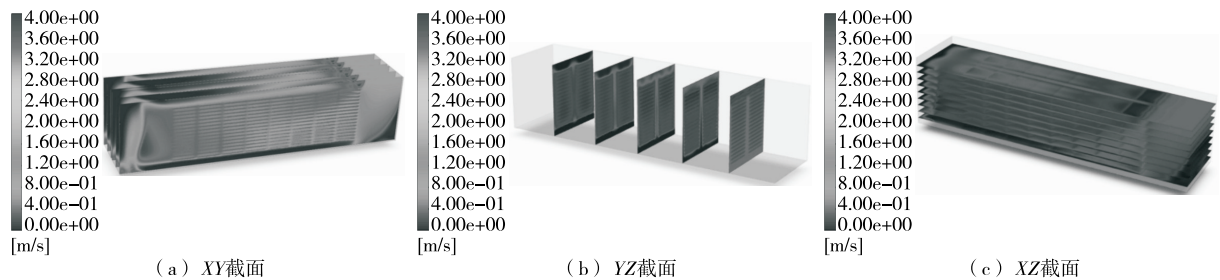 4.00e+00
3.60e+00
3.20e+00
2.80e+00
2.40e+00
2.00e+00
1.60e+00
1.20e+00
8.00e−01
4.00e−01
0.00e+00
[m/s]
（a）XY截面
4.00e+00
3.60e+00
3.20e+00
2.80e+00
2.40e+00
2.00e+00
1.60e+00
1.20e+00
8.00e−01
4.00e−01
0.00e+00
[m/s]
（b）YZ截面
4.00e+00
3.60e+00
3.20e+00
2.80e+00
2.40e+00
2.00e+00
1.60e+00
1.20e+00
8.00e−01
4.00e−01
0.00e+00
[m/s]
（c）XZ截面